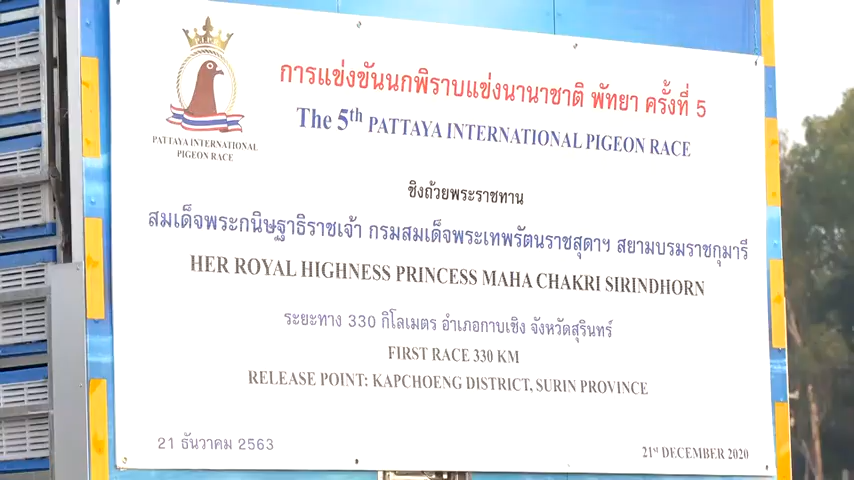 การแข่งขันนกพิราบแข่งนานาชาติ พัทยา ครั้งที่ 5
The 5th PATTAYA INTERNATIONAL PIGEON RACE
PATTAYA INTERNATIONAL
PIGEON RACE
ชิงถ้วยพระราชทาน
สมเด็จพระกนิษฐาธิราชเจ้า กรมสมเด็จพระเทพรัตนราชสุดาฯ สยามบรมราชกุมารี
HER ROYAL HIGHNESS PRINCESS MAHA CHAKRI SIRINDHORN
ระยะทาง 330 กิโลเมตร อำเภอกาบเชิง จังหวัดสุรินทร์
FIRST RACE 330 KM
RELEASE POINT: KAPCHOENG DISTRICT, SURIN PROVINCE
21 ธันวาคม 2563
21st DECEMBER 2020